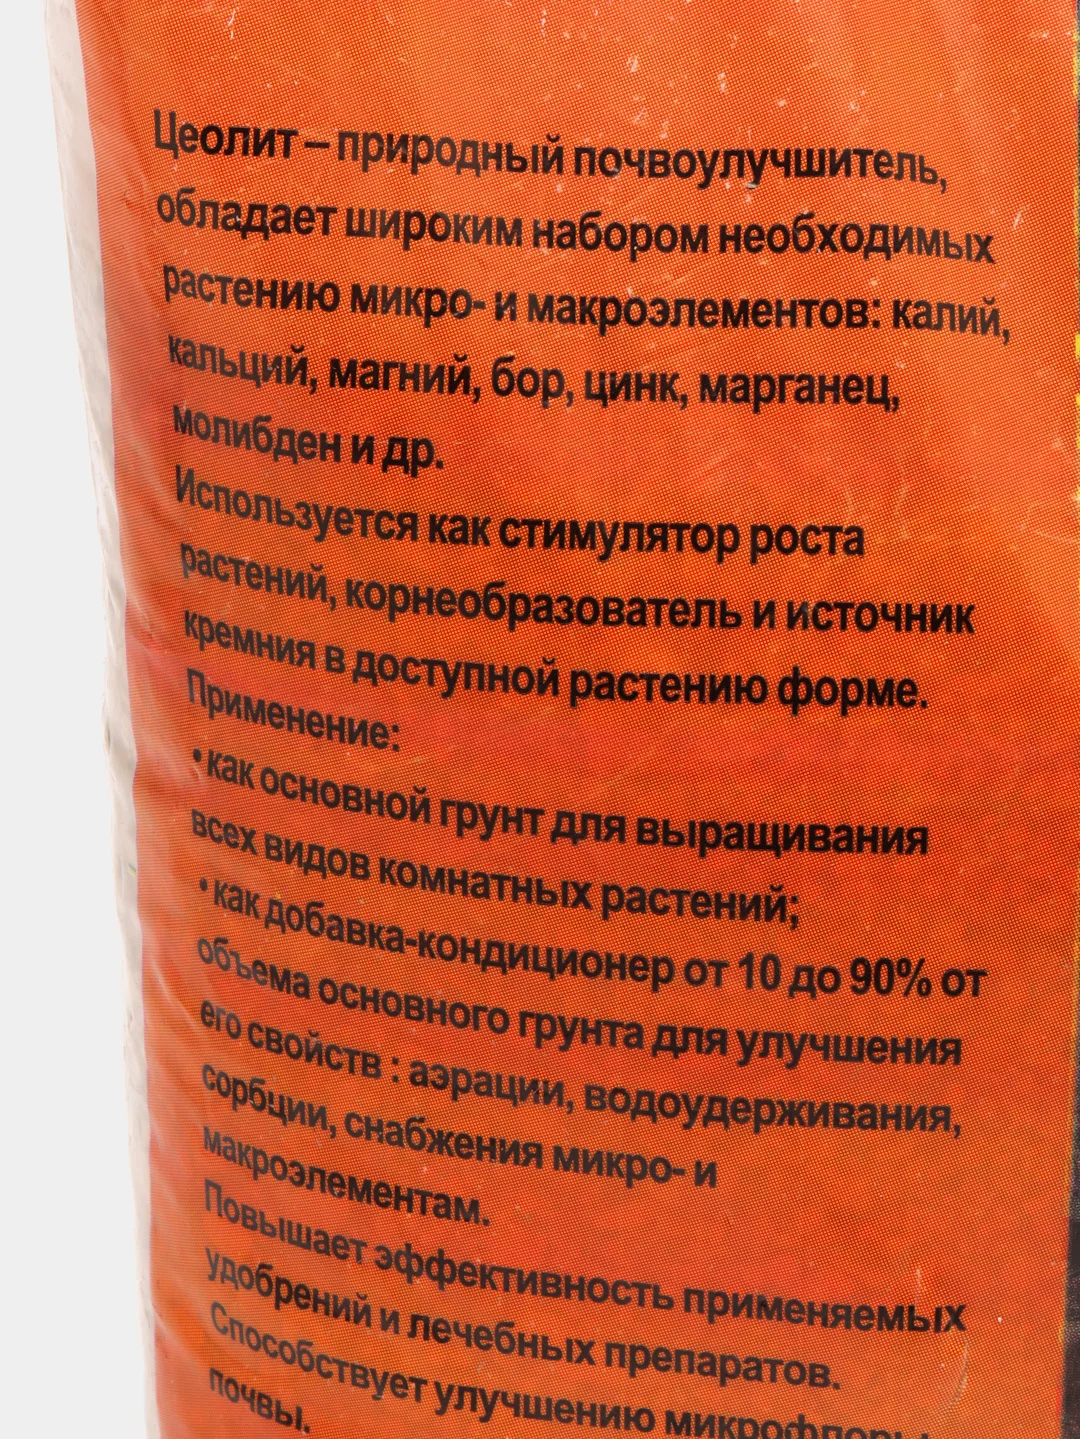 Цеолит – природный почвоулучшитель,
обладает широким набором необходимых
растению микро- и макроэлементов: калий,
кальций, магний, бор, цинк, марганец,
молибден и др.
Используется как стимулятор роста
растений, корнеобразователь и источник
кремния в доступной растению форме.
Применение:
• как основной грунт для выращивания
всех видов комнатных растений;
• как добавка-кондиционер от 10 до 90% от
объема основного грунта для улучшения
его свойств : аэрации, водоудерживания,
сорбции, снабжения микро- и
макроэлементам.
Повышает эффективность применяемых
удобрений и лечебных препаратов.
Способствует улучшению микрофлоры
почвы.